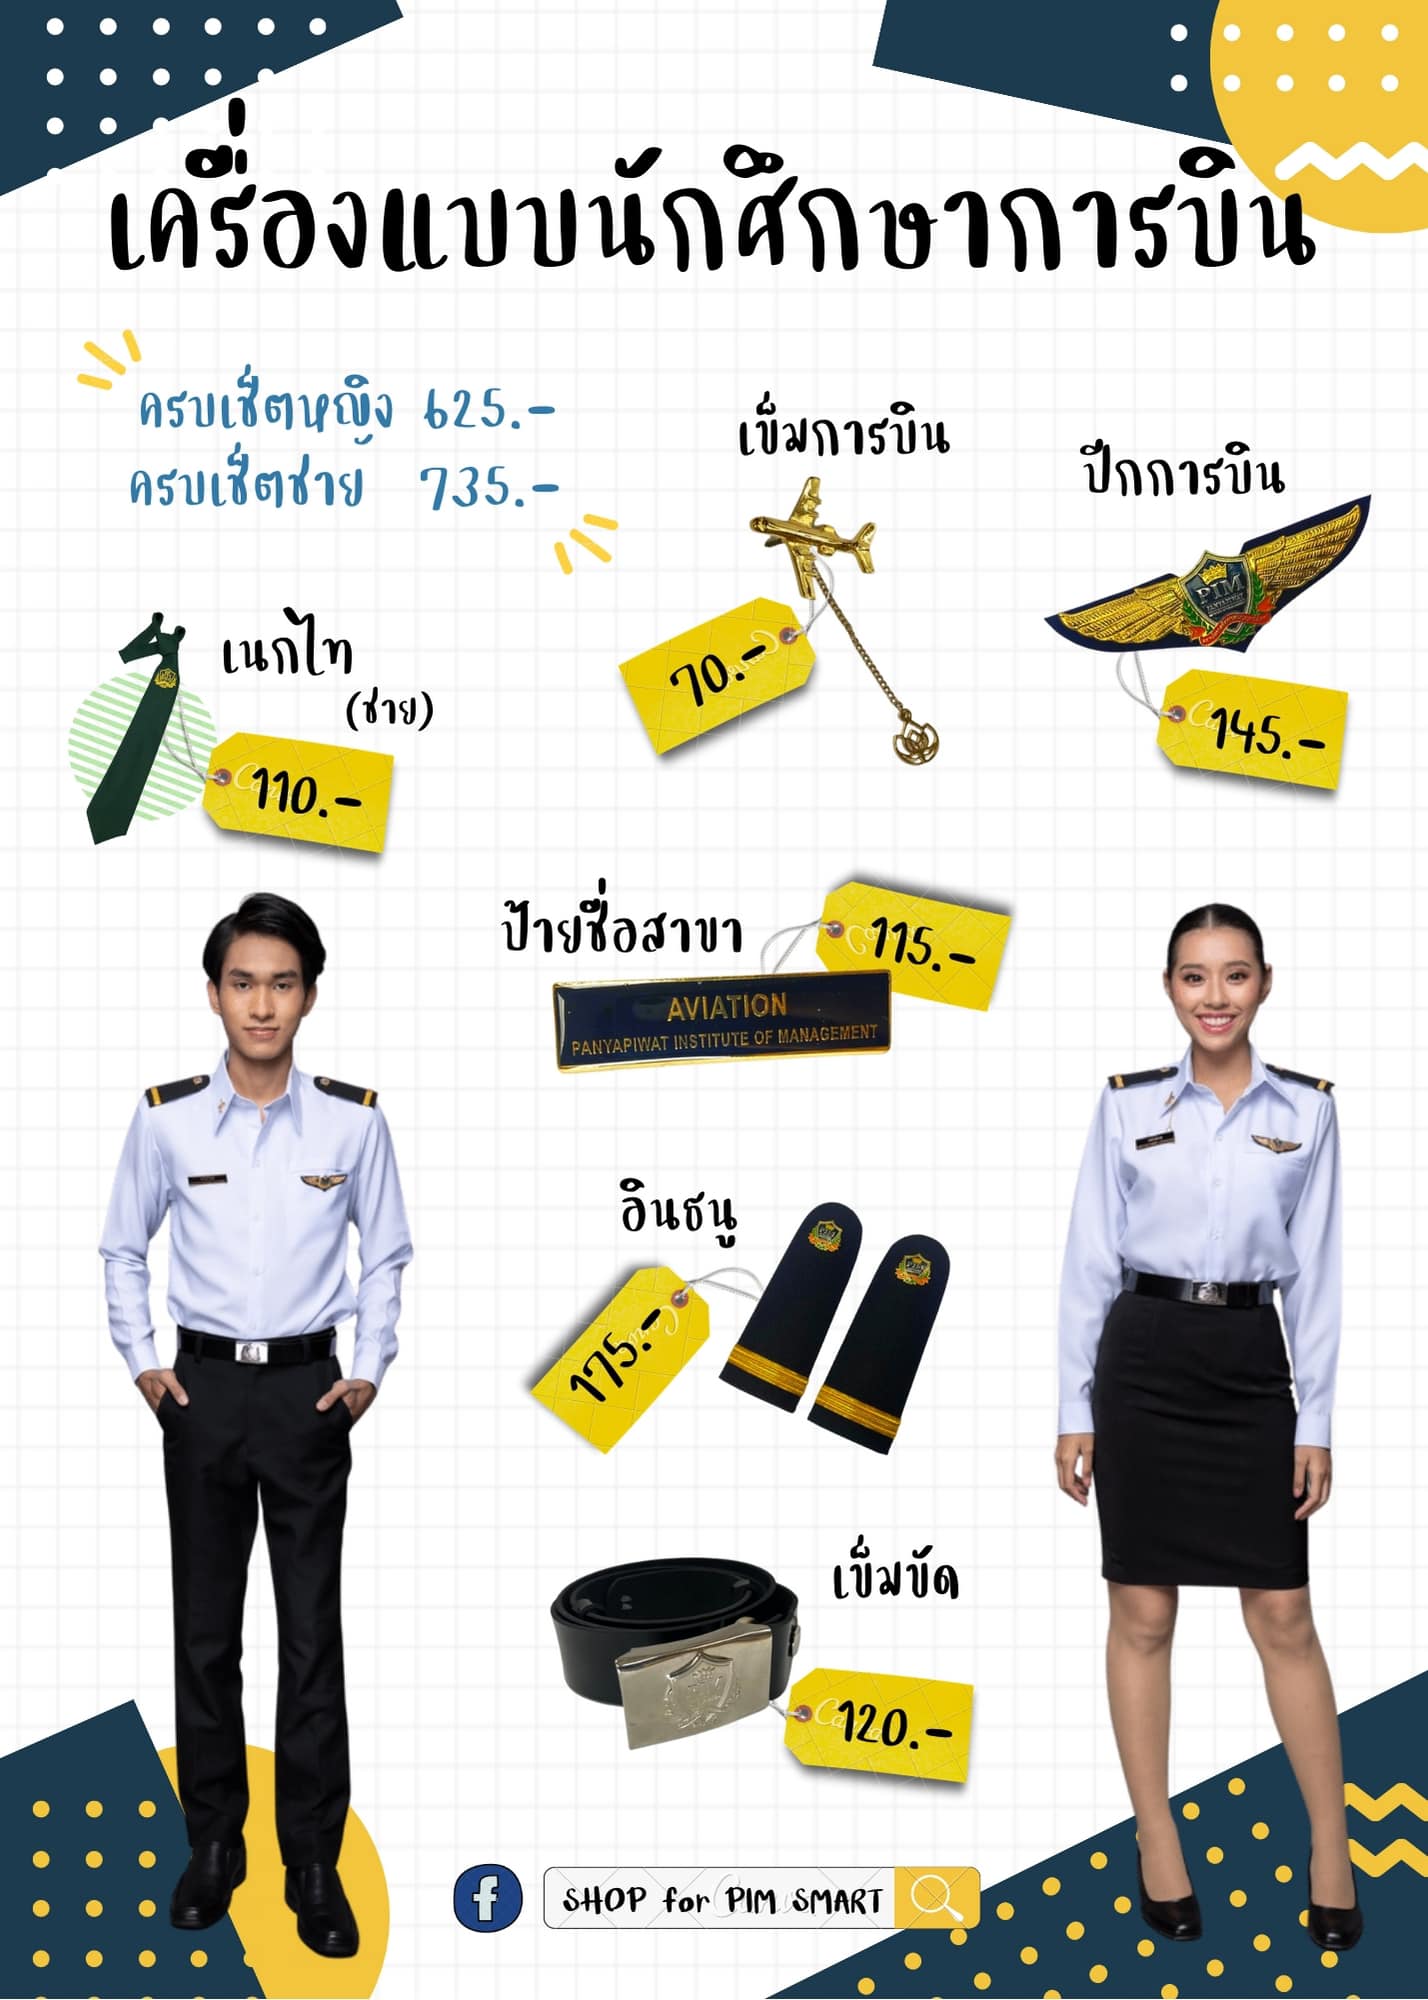 เครื่องแบบนักศึกษาการบิน
ครบเซ็ตหญิง 625.-
ครบเซ็ตชาย 735.-
เข็มการบิน
70.-
ปีกการบิน
PIM
145.-
เนกไท
(ชาย)
110.-
ป้ายชื่อสาขา
115.-
AVIATION
PANYAPIWAT INSTITUTE OF MANAGEMENT
อินธนู
175.-
PIM
PIM
เข็มขัด
120.-
f
SHOP for PIM SMART